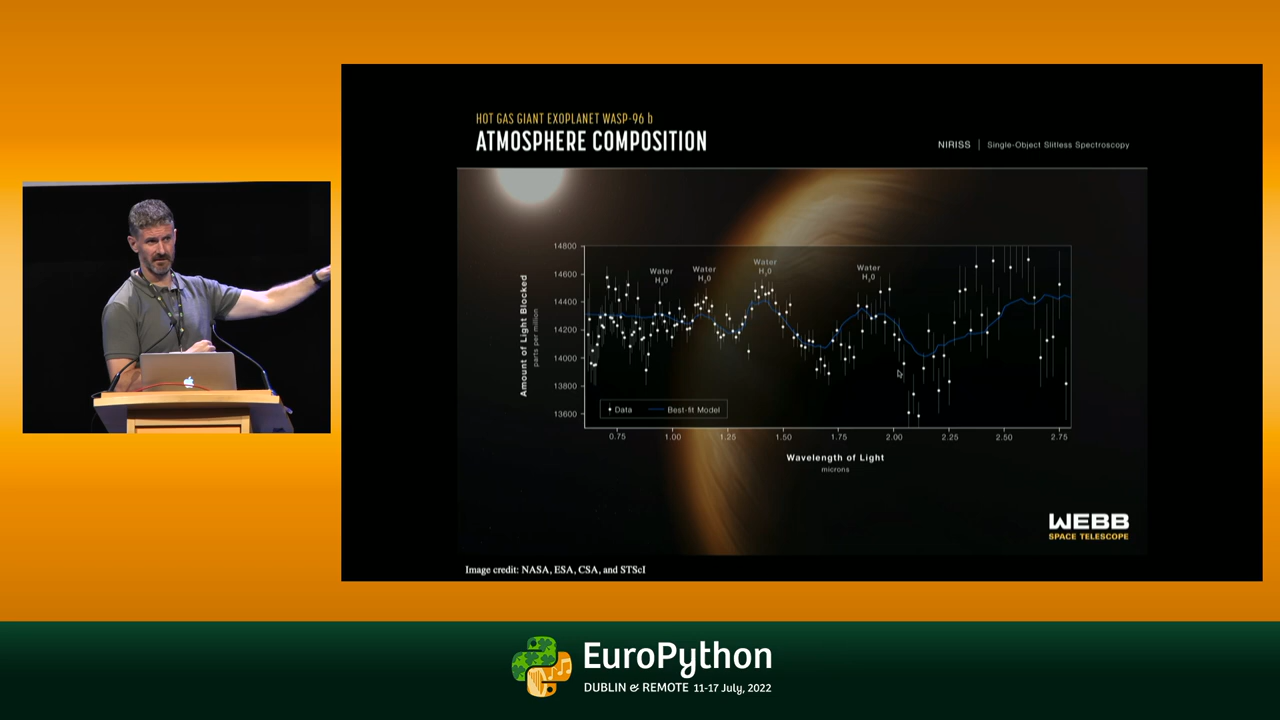 HOT GAS GIANT EXOPLANET WASP-96 b
ATMOSPHERE COMPOSITION
NIRISS | Single-Object Slitless Spectroscopy
14800
14600
14400
14200
14000
13800
13600
Amount of Light Blocked
parts per million
Water
H₂O
Water
H₂O
Water
H₂O
Water
H₂O
Data
Best-fit Model
0.75
1.00
1.25
1.50
1.75
2.00
2.25
2.50
2.75
Wavelength of Light
microns
WEBB
SPACE TELESCOPE
Image credit: NASA, ESA, CSA, and STScI
EuroPython
DUBLIN & REMOTE 11-17 July, 2022